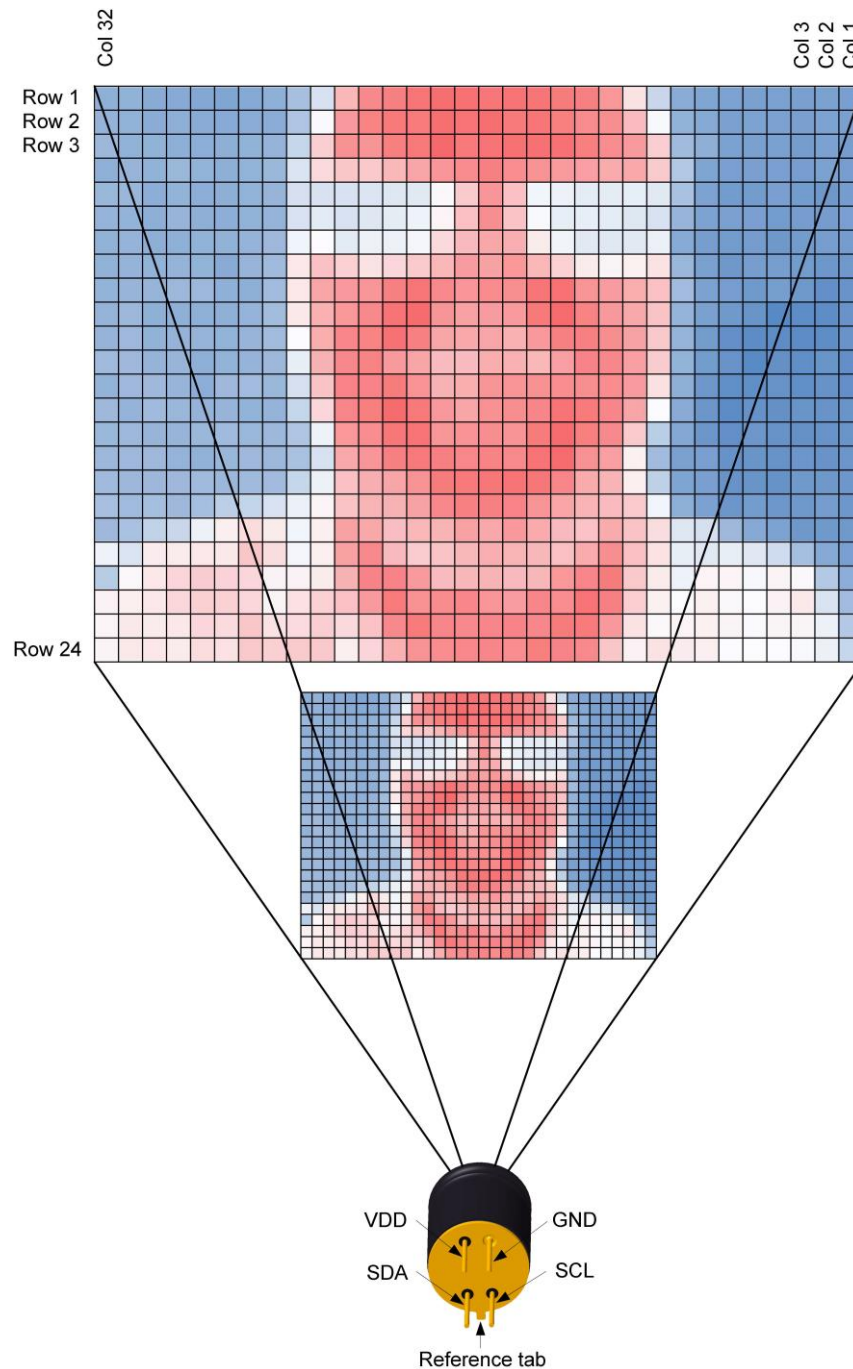 Col 32
Col 3
Col 2
Col 1
Row 1
Row 2
Row 3
Row 24
VDD
GND
SDA
SCL
Reference tab